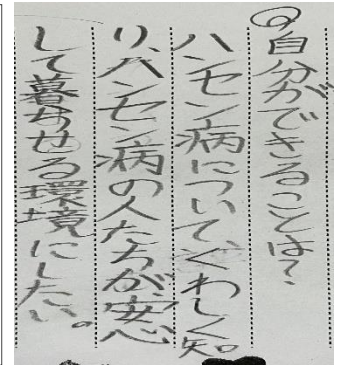 ◎自分ができることは？
ハンセン病について、くわしく知
り、ハンセン病の人たちが、安心
して暮らせる環境にしたい。